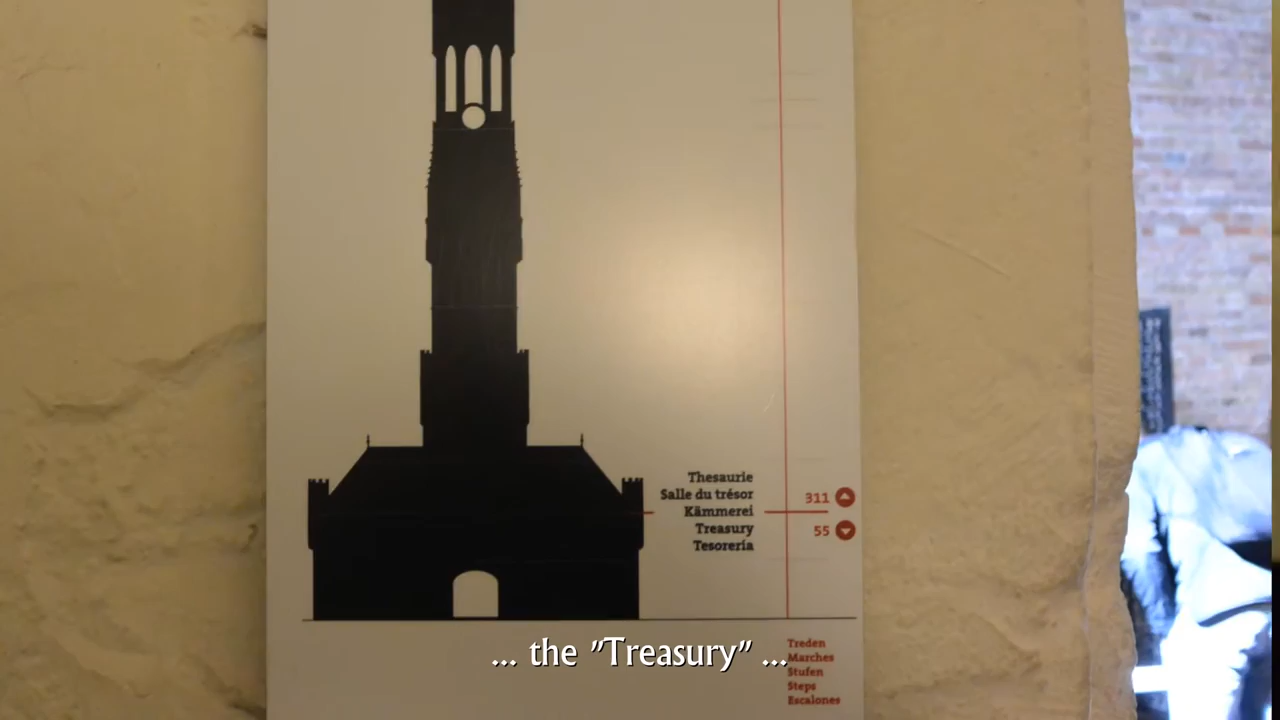 Thesaurie
Salle du trésor
Kämmerei
Treasury
Tesorería
311
55
... the "Treasury" ...
Treden
Marches
Stufen
Steps
Escalones